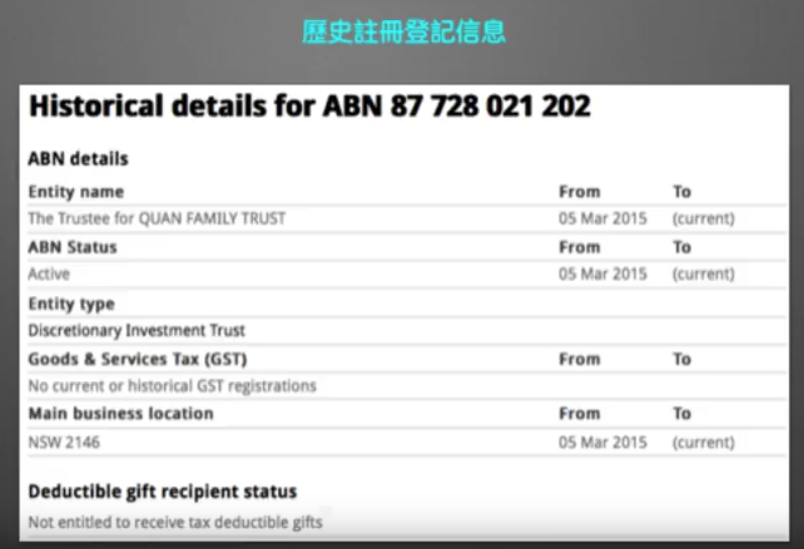 歷史註冊登記信息
Historical details for ABN 87 728 021 202
ABN details
Entity name From To
The Trustee for QUAN FAMILY TRUST 05 Mar 2015 (current)
ABN Status From To
Active 05 Mar 2015 (current)
Entity type
Discretionary Investment Trust
Goods & Services Tax (GST) From To
No current or historical GST registrations
Main business location From To
NSW 2146 05 Mar 2015 (current)
Deductible gift recipient status
Not entitled to receive tax deductible gifts